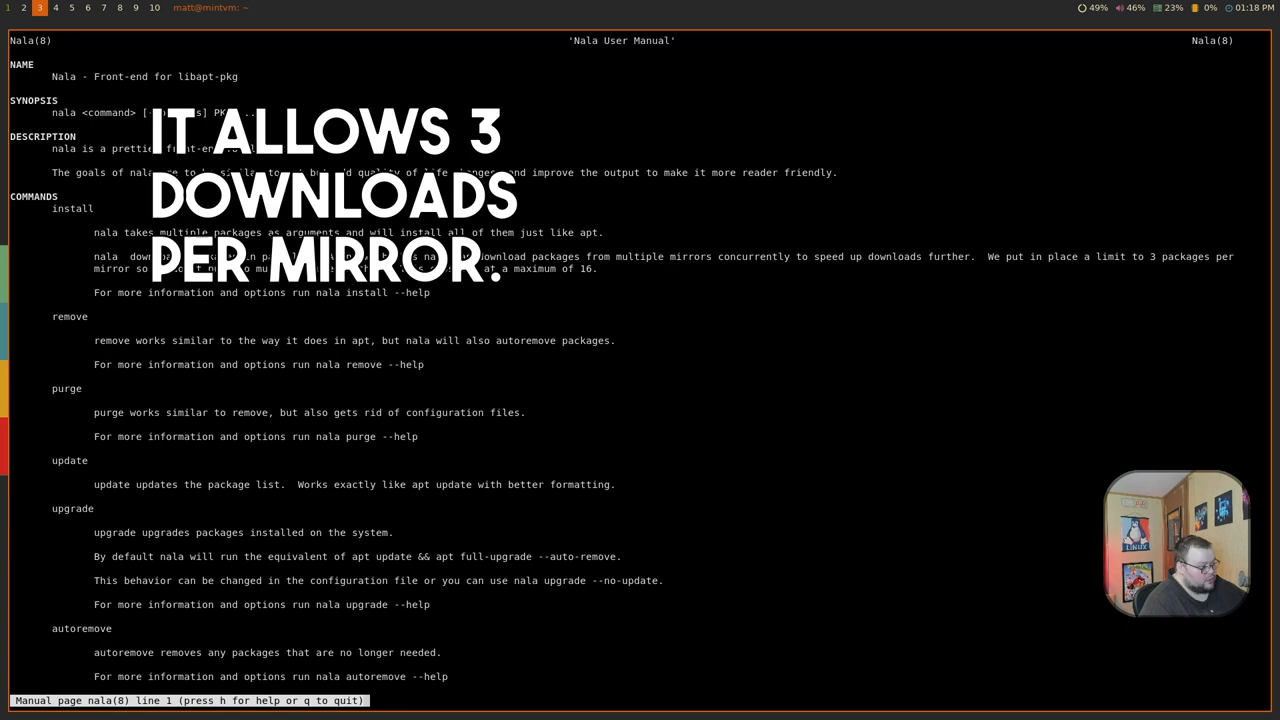 1 2 3 4 5 6 7 8 9 10 matt@mintvm: ~ 49% 46% 23% 0% 01:18 PM
Nala(8) 'Nala User Manual' Nala(8)
NAME
Nala - Front-end for libapt-pkg
SYNOPSIS
nala <command> [
DESCRIPTION
nala is a
The goals of and improve the output to make it more reader friendly.
COMMANDS
install
IT ALLOWS 3
DOWNLOADS
PER MIRROR.
nala takes multiple packages as arguments and will install all of them just like apt.
nala download packages from multiple mirrors concurrently to speed up downloads further. We put in place a limit to 3 packages per
mirror so at a maximum of 16.
For more information and options run nala install --help
remove
remove works similar to the way it does in apt, but nala will also autoremove packages.
For more information and options run nala remove --help
purge
purge works similar to remove, but also gets rid of configuration files.
For more information and options run nala purge --help
update
update updates the package list. Works exactly like apt update with better formatting.
upgrade
upgrade upgrades packages installed on the system.
By default nala will run the equivalent of apt update && apt full-upgrade --auto-remove.
This behavior can be changed in the configuration file or you can use nala upgrade --no-update.
For more information and options run nala upgrade --help
autoremove
autoremove removes any packages that are no longer needed.
For more information and options run nala autoremove --help
Manual page nala(8) line 1 (press h for help or q to quit)
LINUX